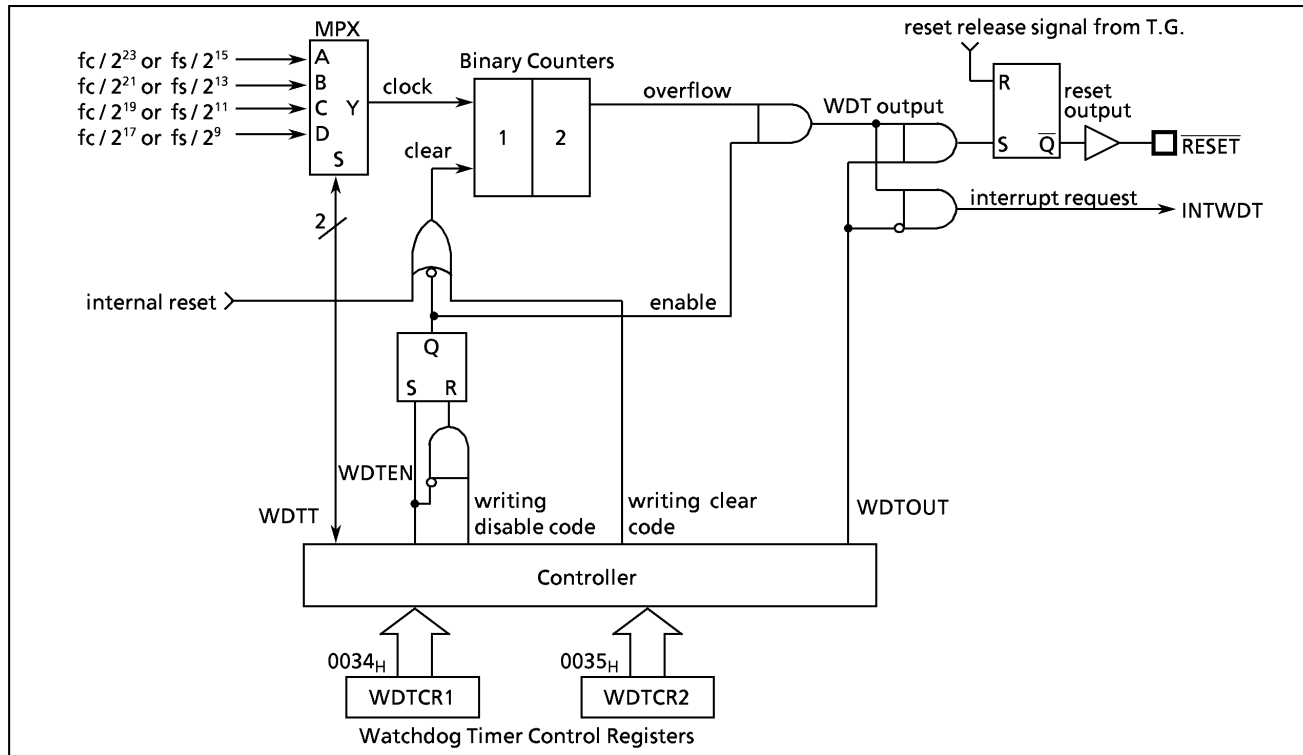 MPX
reset release signal from T.G.
fc / 2²³ or fs / 2¹⁵
fc / 2²¹ or fs / 2¹³
fc / 2¹⁹ or fs / 2¹¹
fc / 2¹⁷ or fs / 2⁹
A
B
C
D
Y
S
clock
clear
Binary Counters
1
2
overflow
WDT output
R
S
Q̅
reset output
R̅E̅S̅E̅T̅
interrupt request
INTWDT
2
internal reset
enable
Q
S R
WDTEN
WDTT
writing
disable code
writing clear
code
WDTOUT
Controller
0034H
0035H
WDTCR1
WDTCR2
Watchdog Timer Control Registers